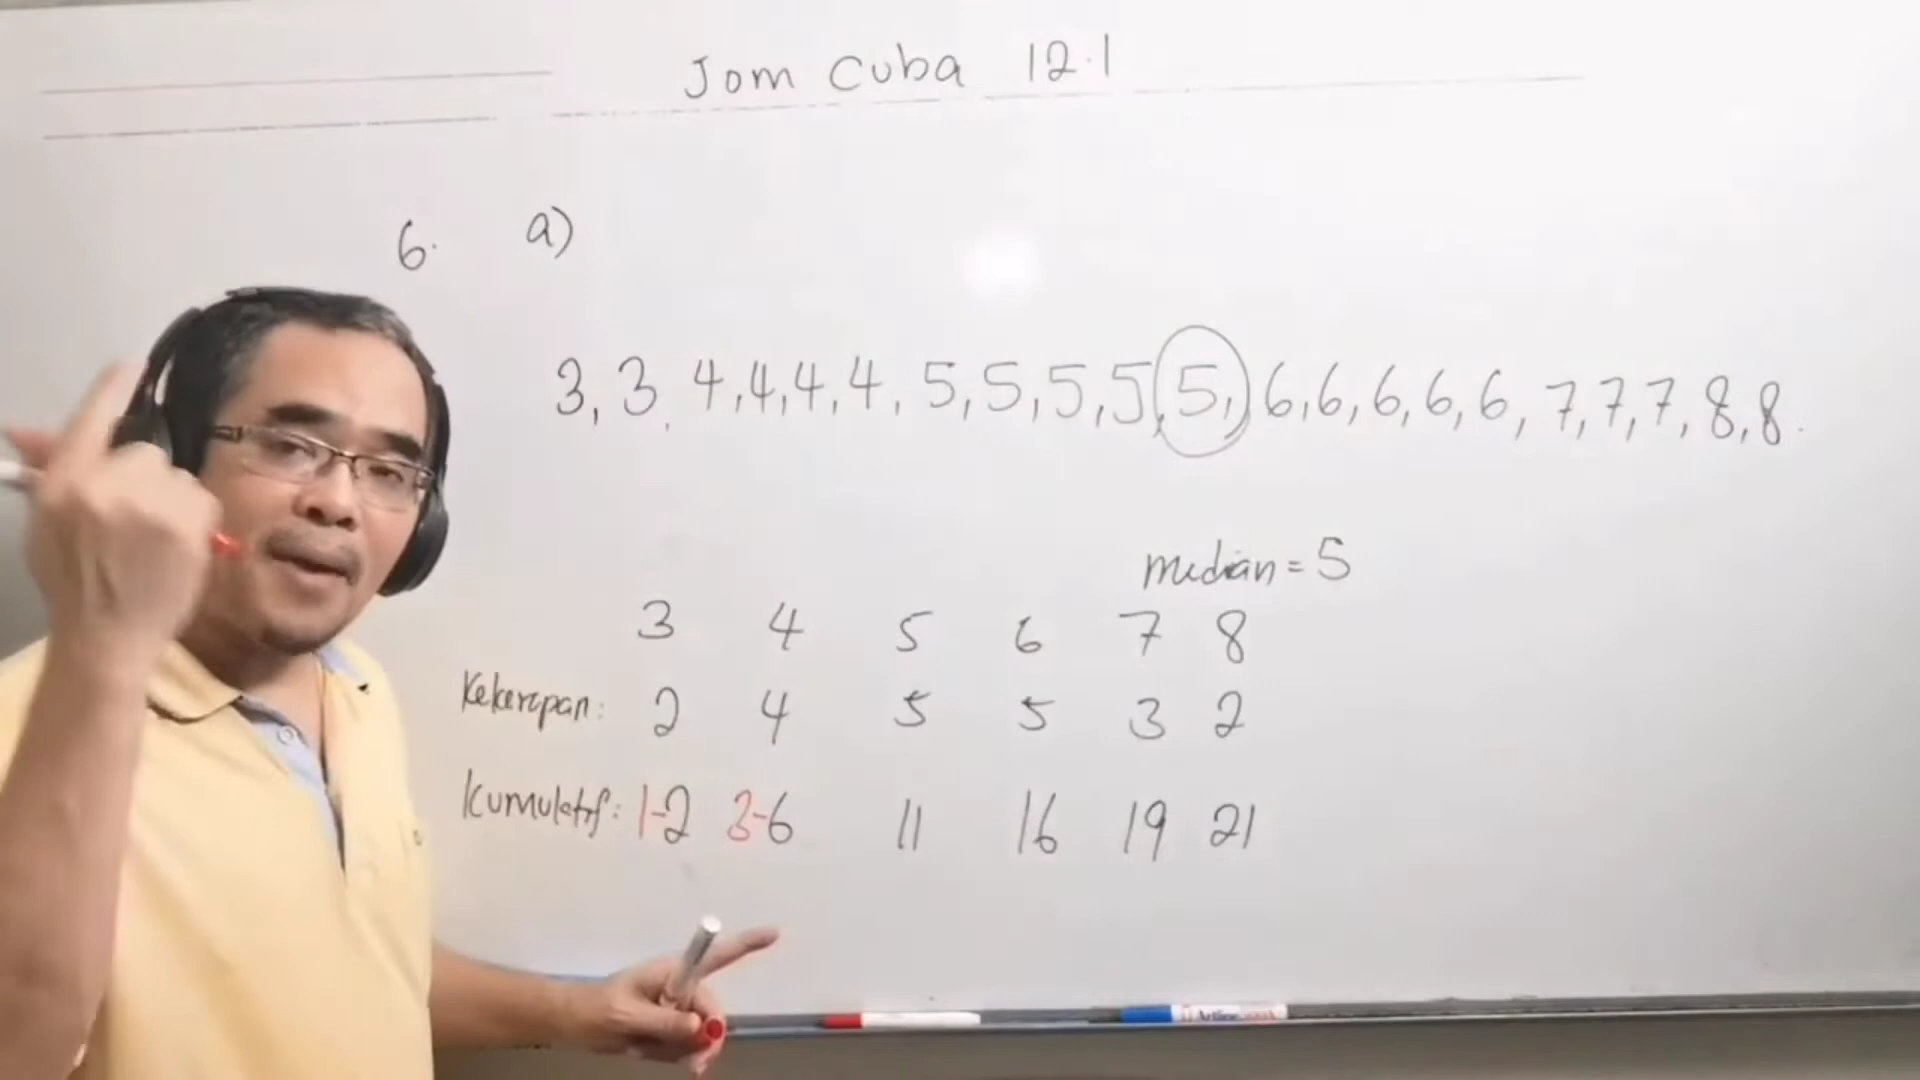 Jom Cuba 12.1
6. a)
3, 3, 4,4,4,4, 5,5,5,5,5, 6,6,6,6,6, 7,7,7, 8,8.
median = 5
3 4 5 6 7 8
Kekerapan: 2 4 5 5 3 2
Kumulatif: 1-2 3-6 11 16 19 21
Artline